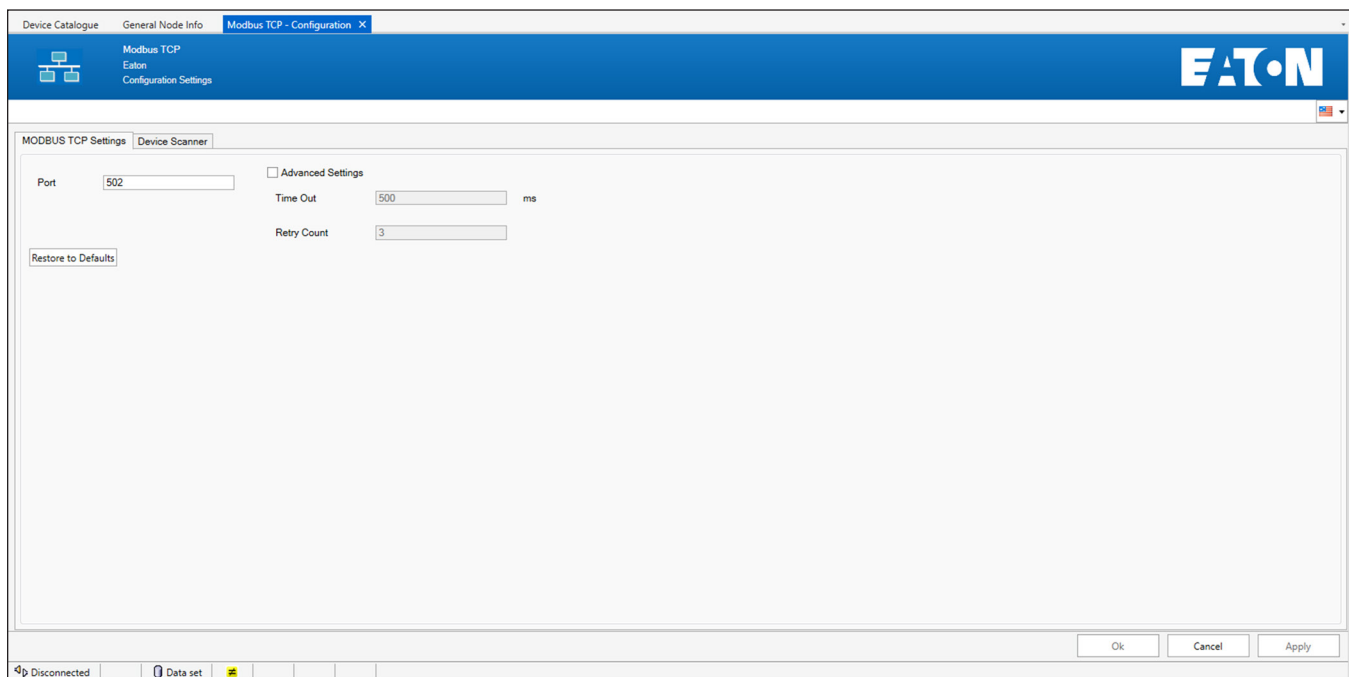 Device Catalogue General Node Info Modbus TCP - Configuration X
Modbus TCP
Eaton
Configuration Settings
EATON
MODBUS TCP Settings Device Scanner
Port 502
Advanced Settings
Time Out 500 ms
Retry Count 3
Restore to Defaults
Ok Cancel Apply
Disconnected Data set ≠